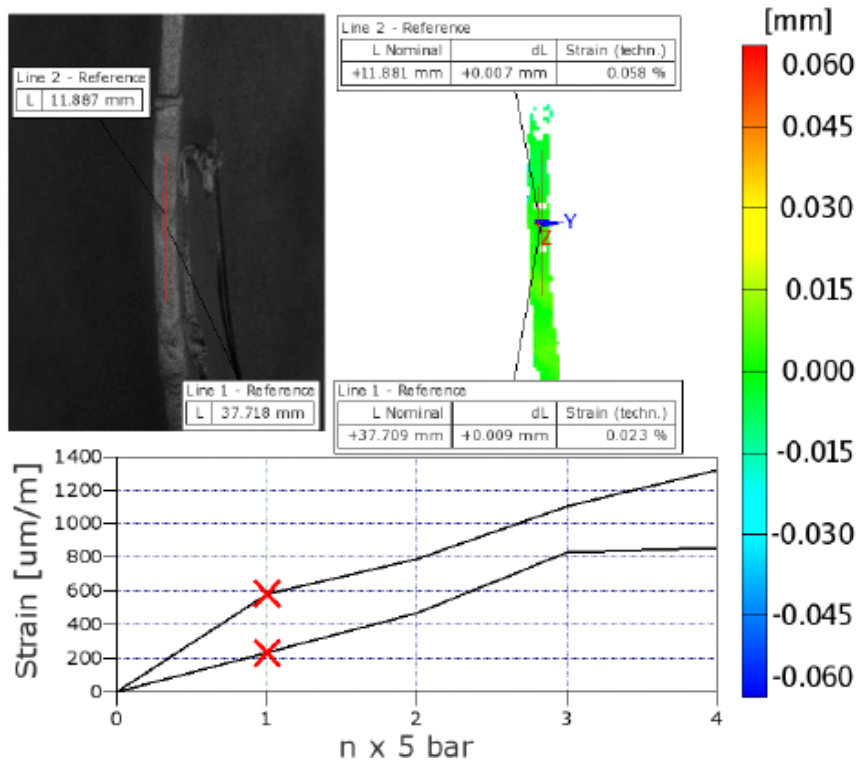 Line 2 - Reference
L 11.887 mm
Line 1 - Reference
L 37.718 mm
Line 2 - Reference
L Nominal dL Strain (techn.)
+11.881 mm +0.007 mm 0.058 %
Y
Z
Line 1 - Reference
L Nominal dL Strain (techn.)
+37.709 mm +0.009 mm 0.023 %
[mm]
0.060
0.045
0.030
0.015
0.000
-0.015
-0.030
-0.045
-0.060
Strain [um/m]
1400
1200
1000
800
600
400
200
0
0 1 2 3 4
n x 5 bar